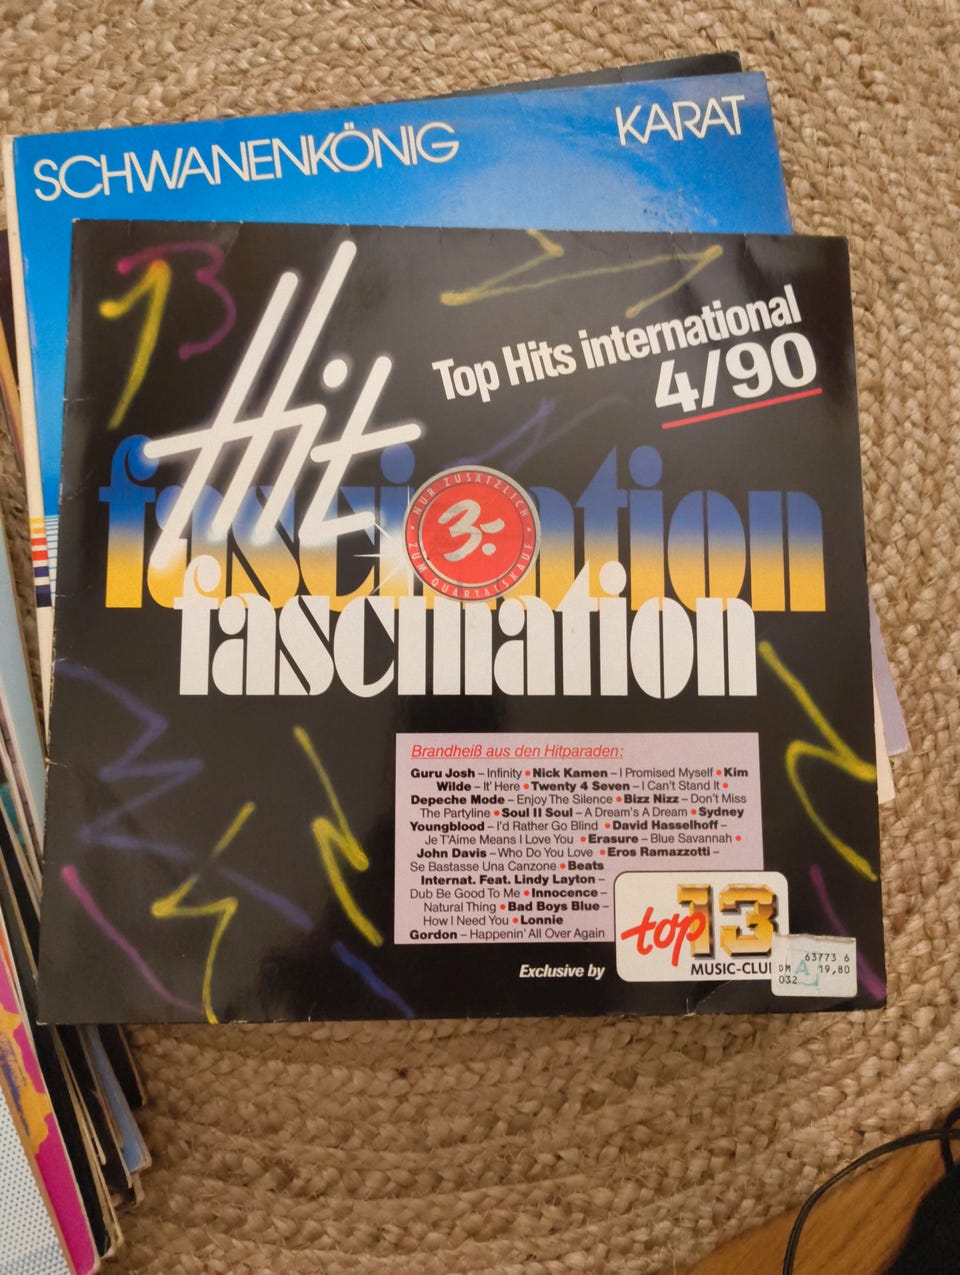 SCHWANENKÖNIG KARAT
13
Hit
Top Hits international
4/90
fascination
fascination
NUR ZUSÄTZLICH
3,-
ZUM QUARTALSKAUF
Brandheiß aus den Hitparaden:
Guru Josh – Infinity • Nick Kamen – I Promised Myself • Kim
Wilde – It' Here • Twenty 4 Seven – I Can't Stand It •
Depeche Mode – Enjoy The Silence • Bizz Nizz – Don't Miss
The Partyline • Soul II Soul – A Dream's A Dream • Sydney
Youngblood – I'd Rather Go Blind • David Hasselhoff –
Je T'Aime Means I Love You • Erasure – Blue Savannah •
John Davis – Who Do You Love • Eros Ramazzotti –
Se Bastasse Una Canzone • Beats
Internat. Feat. Lindy Layton –
Dub Be Good To Me • Innocence –
Natural Thing • Bad Boys Blue –
How I Need You • Lonnie
Gordon – Happenin' All Over Again
Exclusive by
top 13
MUSIC-CLU
63773 6
DM A 19,80
032